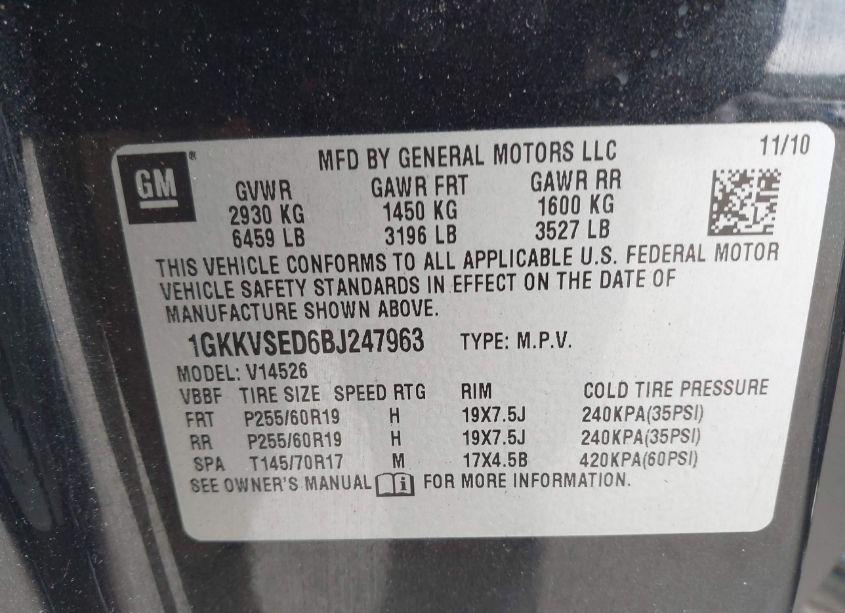 GM
®
MFD BY GENERAL MOTORS LLC 11/10
GVWR GAWR FRT GAWR RR
2930 KG 1450 KG 1600 KG
6459 LB 3196 LB 3527 LB
THIS VEHICLE CONFORMS TO ALL APPLICABLE U.S. FEDERAL MOTOR
VEHICLE SAFETY STANDARDS IN EFFECT ON THE DATE OF
MANUFACTURE SHOWN ABOVE.
1GKKVSED6BJ247963 TYPE: M.P.V.
MODEL: V14526
VBBF TIRE SIZE SPEED RTG RIM COLD TIRE PRESSURE
FRT P255/60R19 H 19X7.5J 240KPA(35PSI)
RR P255/60R19 H 19X7.5J 240KPA(35PSI)
SPA T145/70R17 M 17X4.5B 420KPA(60PSI)
SEE OWNER'S MANUAL FOR MORE INFORMATION.